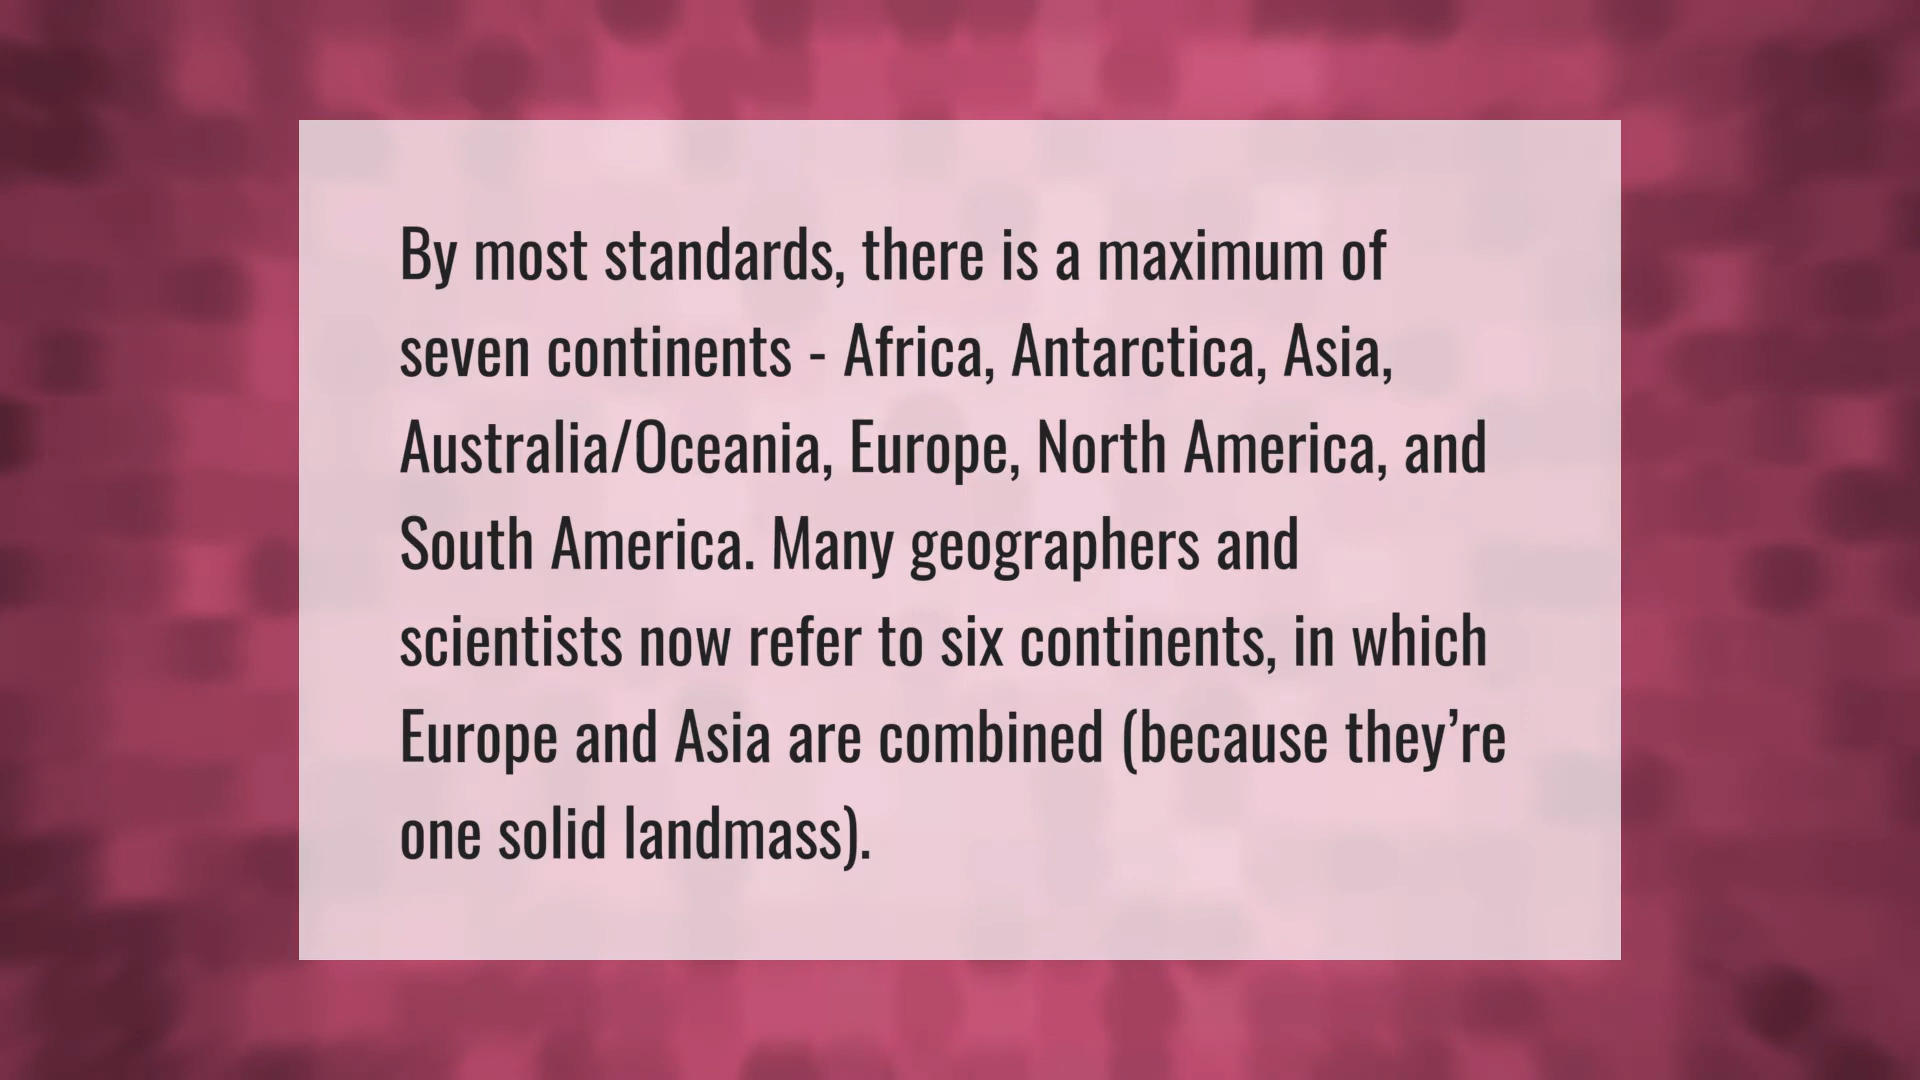 By most standards, there is a maximum of
seven continents - Africa, Antarctica, Asia,
Australia/Oceania, Europe, North America, and
South America. Many geographers and
scientists now refer to six continents, in which
Europe and Asia are combined (because they’re
one solid landmass).